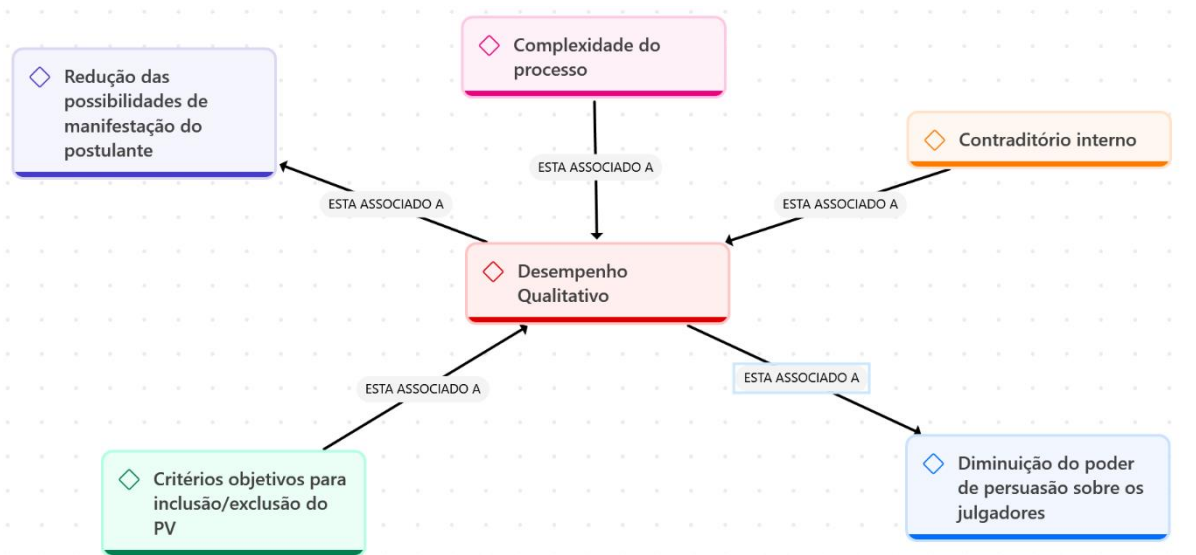 Complexidade do
processo
Redução das
possibilidades de
manifestação do
postulante
Contraditório interno
ESTA ASSOCIADO A
ESTA ASSOCIADO A
ESTA ASSOCIADO A
Desempenho
Qualitativo
ESTA ASSOCIADO A
ESTA ASSOCIADO A
Critérios objetivos para
inclusão/exclusão do
PV
Diminuição do poder
de persuasão sobre os
julgadores